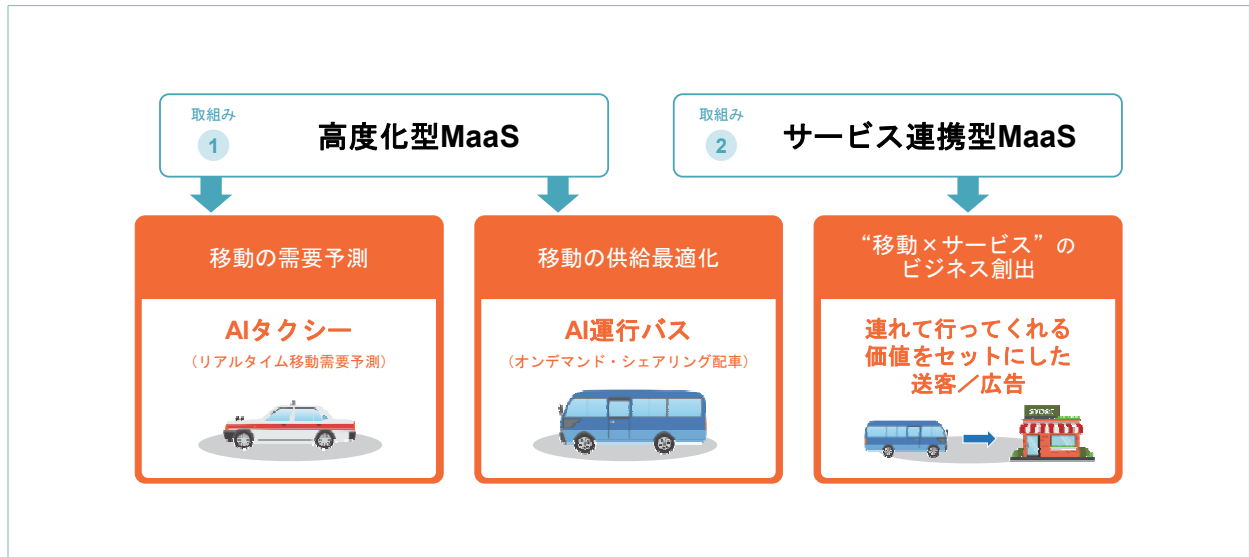 取組み
1
高度化型MaaS
取組み
2
サービス連携型MaaS
移動の需要予測
AIタクシー
（リアルタイム移動需要予測）
移動の供給最適化
AI運行バス
（オンデマンド・シェアリング配車）
“移動×サービス”の
ビジネス創出
連れて行ってくれる
価値をセットにした
送客／広告
STORE